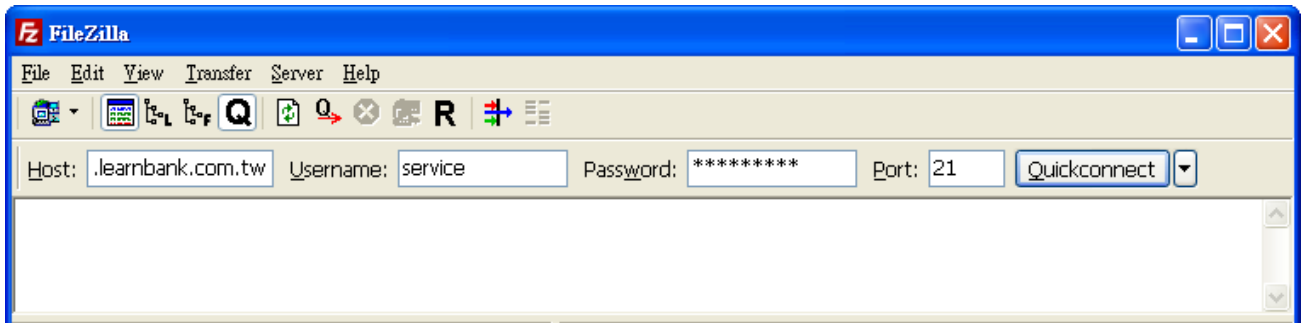 FileZilla
File Edit View Transfer Server Help
L F Q Q R
Host: .learnbank.com.tw Username: service Password: ********* Port: 21 Quickconnect